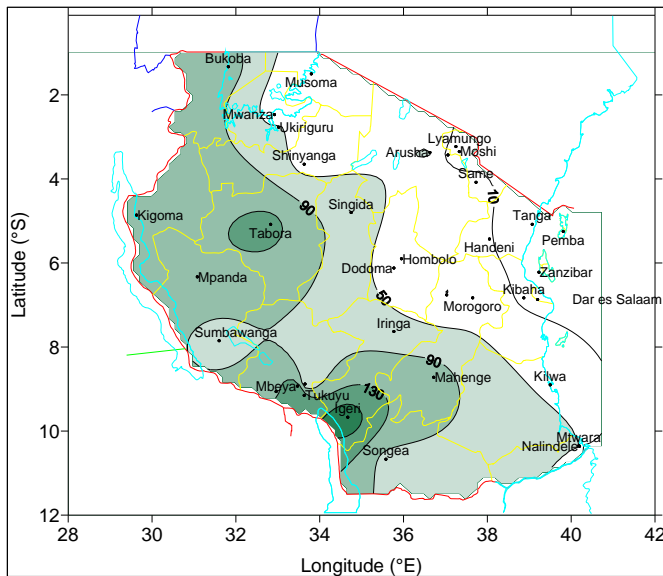 Bukoba
Musoma
2
Mwanza
Ukiriguru
Lyamungo
Shinyanga
Arusha
Moshi
Same
4
90
10
Singida
Kigoma
Tanga
Tabora
Pemba
Handeni
6
Dodoma
Hombolo
Mpanda
Zanzibar
50
Kibaha
Morogoro
Dar es Salaam
Iringa
Sumbawanga
8
90
Mbeya
Mahenge
Tukuyu
130
Kilwa
Igeri
10
Mtwara
Songea
Nalindele
12
28
30
32
34
36
38
40
42
Latitude (°S)
Longitude (°E)